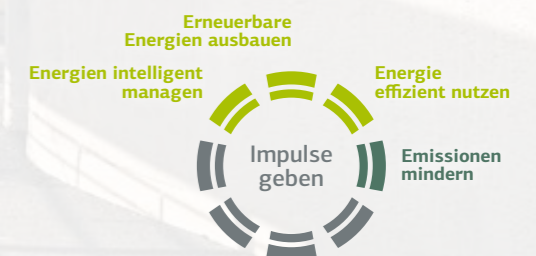 Erneuerbare
Energien ausbauen
Energien intelligent
managen
Energie
effizient nutzen
Impulse
geben
Emissionen
mindern